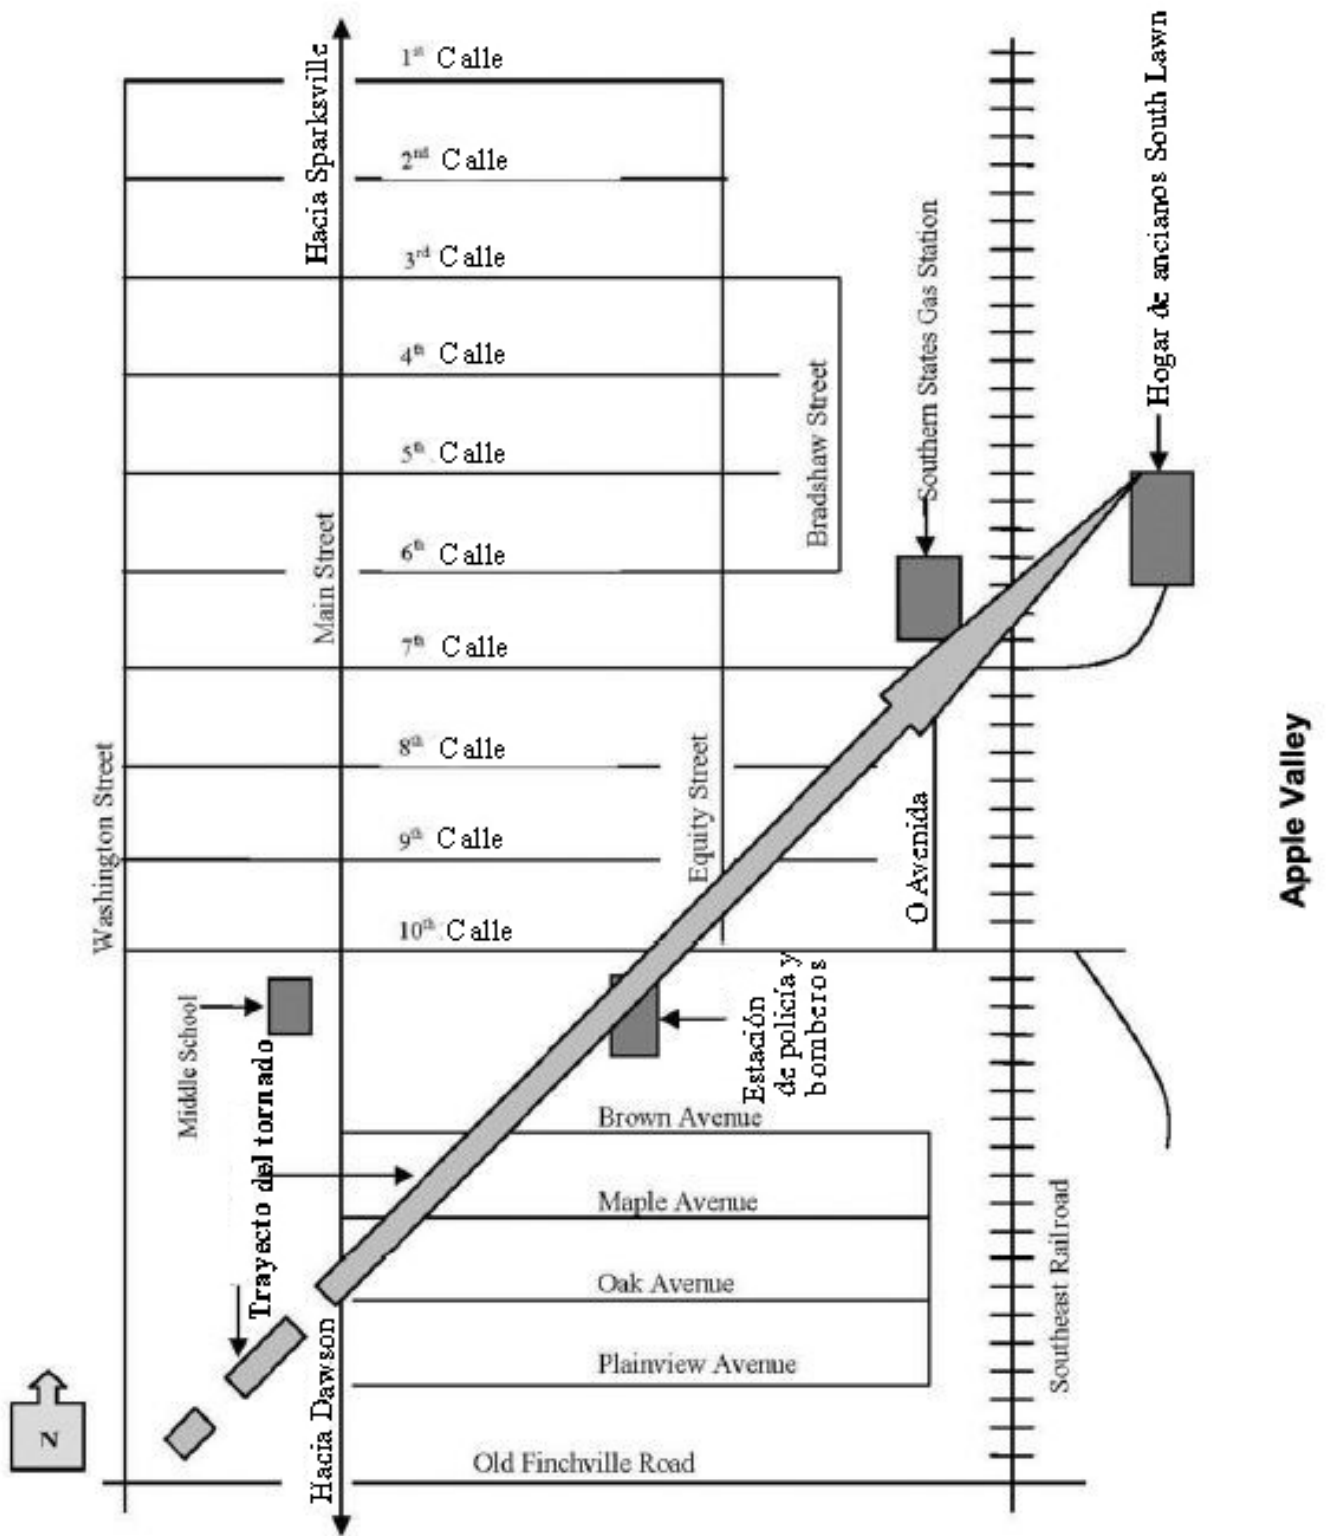 1st Calle
Hacia Sparksville
2nd Calle
3rd Calle
4th Calle
5th Calle
6th Calle
7th Calle
8th Calle
9th Calle
10th Calle
Main Street
Bradshaw Street
Southern States Gas Station
Hogar de ancianos South Lawn
Washington Street
Equity Street
O Avenida
Apple Valley
Middle School
Estación
de policía y
bomberos
Trayecto del tornado
Brown Avenue
Maple Avenue
Oak Avenue
Plainview Avenue
Southeast Railroad
Hacia Dawson
Old Finchville Road
N